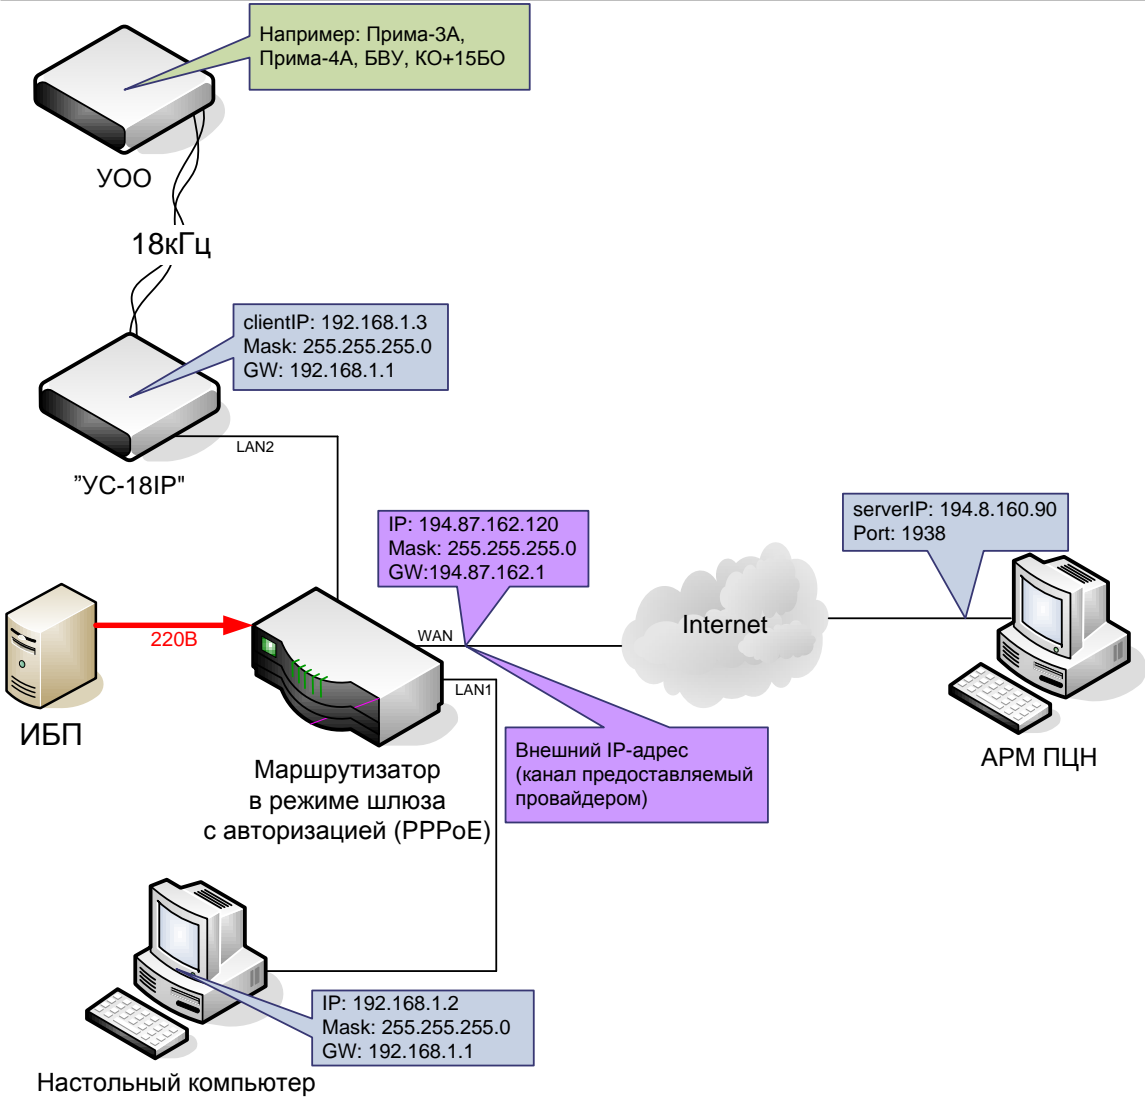 Например: Прима-3А,
Прима-4А, БВУ, КО+15БО
УОО
18кГц
clientIP: 192.168.1.3
Mask: 255.255.255.0
GW: 192.168.1.1
LAN2
”УС-18IP"
IP: 194.87.162.120
Mask: 255.255.255.0
GW:194.87.162.1
serverIP: 194.8.160.90
Port: 1938
220В
WAN
Internet
LAN1
ИБП
Внешний IP-адрес
(канал предоставляемый
провайдером)
АРМ ПЦН
Маршрутизатор
в режиме шлюза
с авторизацией (PPPoE)
IP: 192.168.1.2
Mask: 255.255.255.0
GW: 192.168.1.1
Настольный компьютер